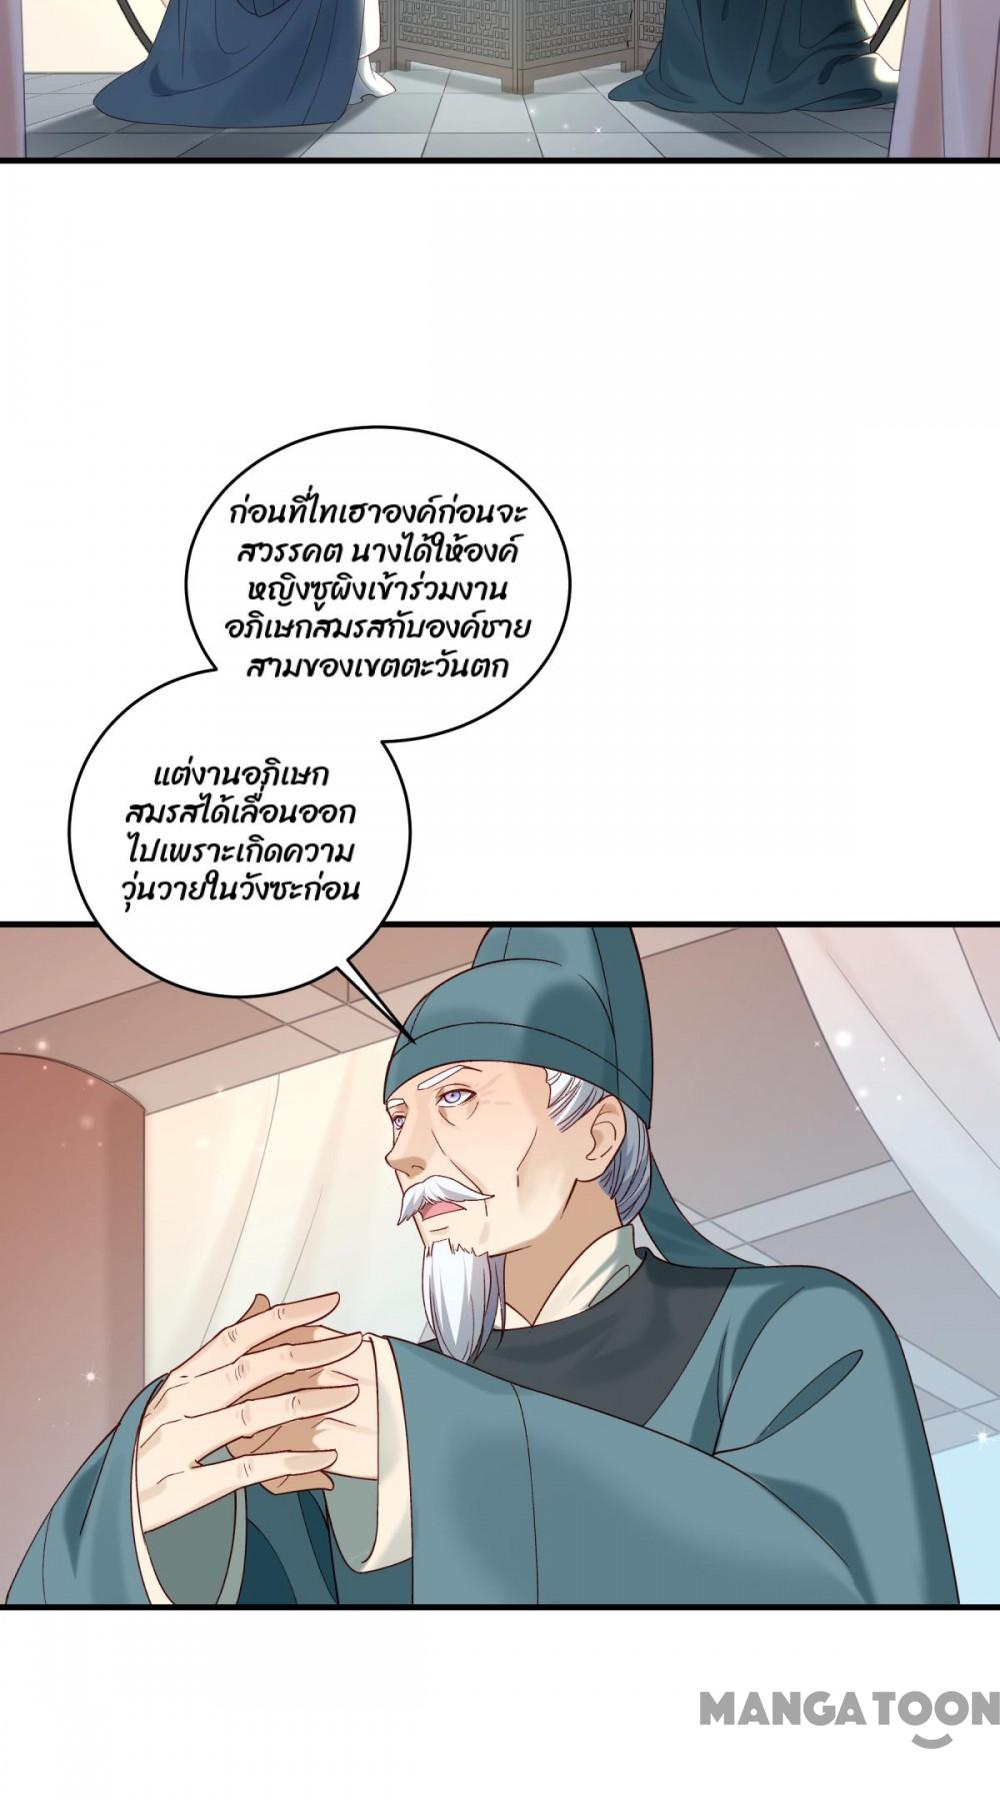 ก่อนที่ไทเฮาองค์ก่อนจะ
สวรรคต นางได้ให้องค์
หญิงซูผิงเข้าร่วมงาน
อภิเษกสมรสกับองค์ชาย
สามของเขตตะวันตก
แต่งานอภิเษก
สมรสได้เลื่อนออก
ไปเพราะเกิดความ
วุ่นวายในวังซะก่อน
MANGATOON